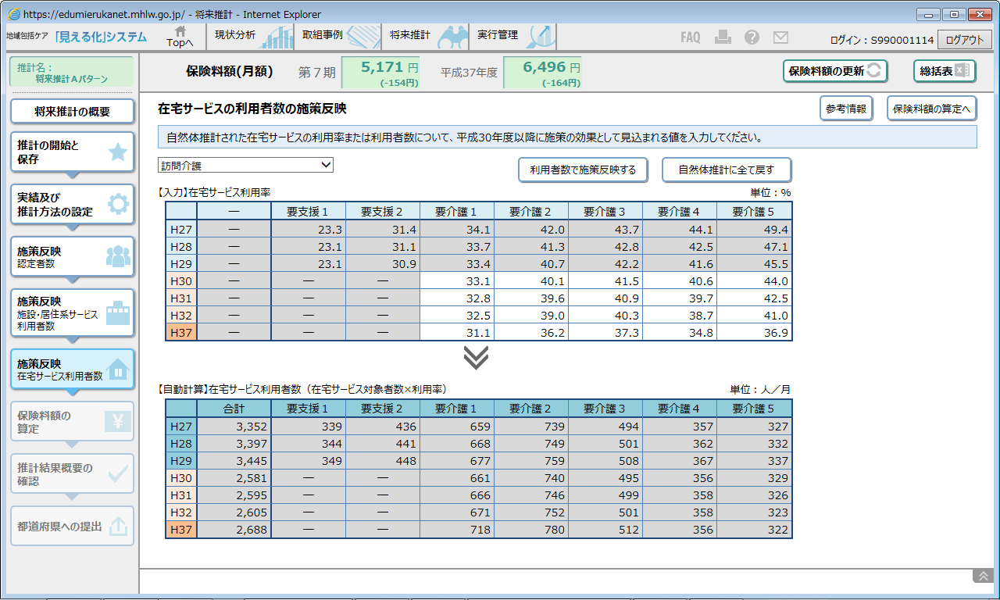 https://edumierukanet.mhlw.go.jp/ - 将来推計 - Internet Explorer
地域包括ケア 「見える化」システム Topへ 現状分析 取組事例 将来推計 実行管理 FAQ ログイン：S990001114 ログアウト
推計名：
将来推計Ａパターン
保険料額(月額) 第７期 5,171 円 (-154円) 平成37年度 6,496 円 (-164円) 保険料額の更新 総括表
将来推計の概要
推計の開始と
保存
実績及び
推計方法の設定
施策反映
認定者数
施策反映
施設・居住系サービス
利用者数
施策反映
在宅サービス利用者数
保険料額の
算定
推計結果概要の
確認
都道府県への提出
在宅サービスの利用者数の施策反映 参考情報 保険料額の算定へ
自然体推計された在宅サービスの利用率または利用者数について、平成30年度以降に施策の効果として見込まれる値を入力してください。
訪問介護 利用者数で施策反映する 自然体推計に全て戻す
【入力】在宅サービス利用率 単位：％
― 要支援１ 要支援２ 要介護１ 要介護２ 要介護３ 要介護４ 要介護５
H27 ― 23.3 31.4 34.1 42.0 43.7 44.1 49.4
H28 ― 23.1 31.1 33.7 41.3 42.8 42.5 47.1
H29 ― 23.1 30.9 33.4 40.7 42.2 41.6 45.5
H30 ― ― ― 33.1 40.1 41.5 40.6 44.0
H31 ― ― ― 32.8 39.6 40.9 39.7 42.5
H32 ― ― ― 32.5 39.0 40.3 38.7 41.0
H37 ― ― ― 31.1 36.2 37.3 34.8 36.9
【自動計算】在宅サービス利用者数（在宅サービス対象者数×利用率） 単位：人／月
合計 要支援１ 要支援２ 要介護１ 要介護２ 要介護３ 要介護４ 要介護５
H27 3,352 339 436 659 739 494 357 327
H28 3,397 344 441 668 749 501 362 332
H29 3,445 349 448 677 759 508 367 337
H30 2,581 ― ― 661 740 495 356 329
H31 2,595 ― ― 666 746 499 358 326
H32 2,605 ― ― 671 752 501 358 323
H37 2,688 ― ― 718 780 512 356 322